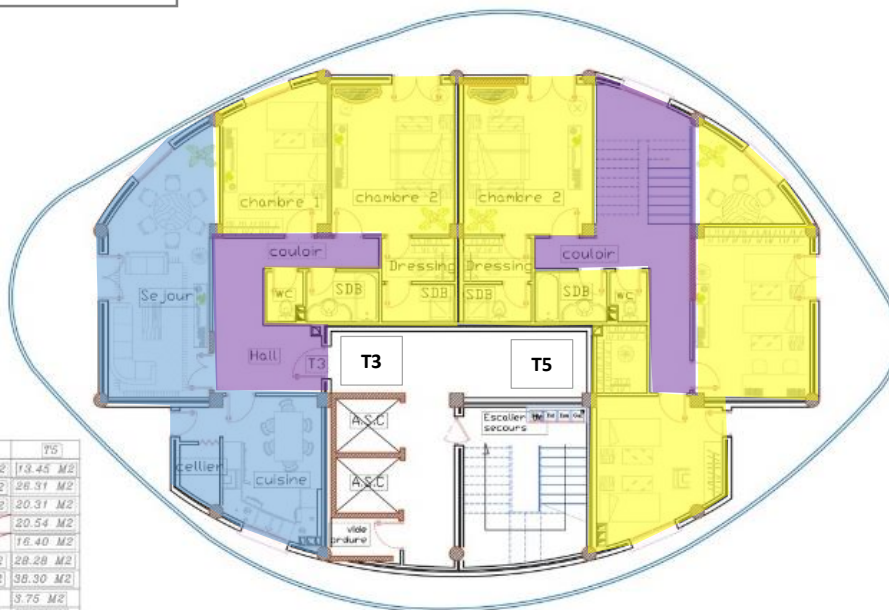 chambre 1
chambre 2
chambre 2
couloir
couloir
Dressing
Dressing
Sejour
wc
SDB
SDB
SDB
SDB
wc
Hall
T3
T3
T5
A.S.C
Escalier
secours
cellier
cuisine
A.S.C
vide
ordure
T5
13.45 M2
26.31 M2
20.31 M2
20.54 M2
16.40 M2
28.28 M2
38.30 M2
3.75 M2